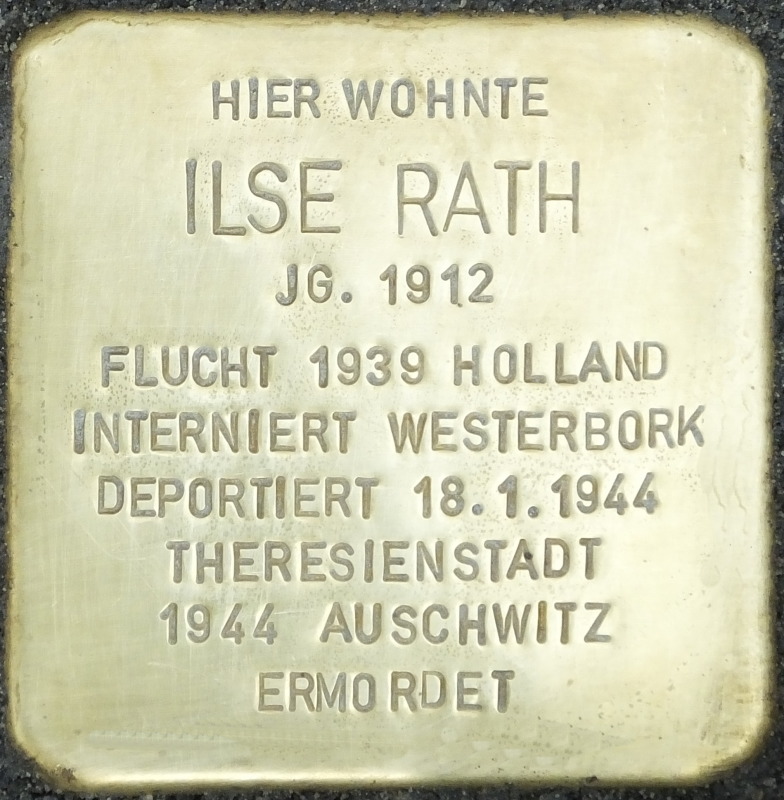 HIER WOHNTE
ILSE RATH
JG. 1912
FLUCHT 1939 HOLLAND
INTERNIERT WESTERBORK
DEPORTIERT 18.1.1944
THERESIENSTADT
1944 AUSCHWITZ
ERMORDET